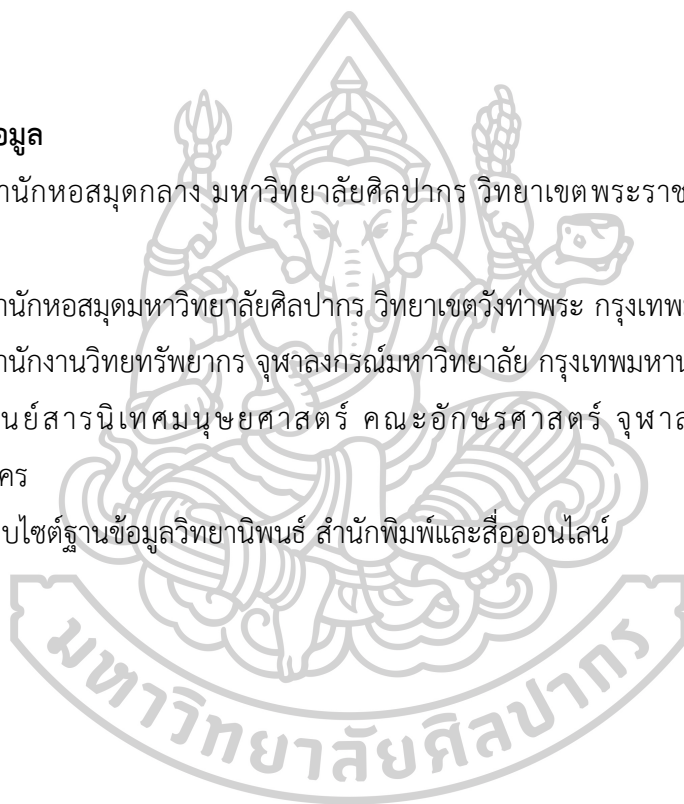 อมูล
นักหอสมุดกลาง มหาวิทยาลัยศิลปากร วิทยาเขตพระราช
นักหอสมุดมหาวิทยาลัยศิลปากร วิทยาเขตวังท่าพระ กรุงเทพ
นักงานวิทยทรัพยากร จุฬาลงกรณ์มหาวิทยาลัย กรุงเทพมหาน
นย์สารนิเทศมนุษยศาสตร์ คณะอักษรศาสตร์ จุฬาล
คร
บไซต์ฐานข้อมูลวิทยานิพนธ์ สำนักพิมพ์และสื่อออนไลน์
มหาวิทยาลัยศิลปากร